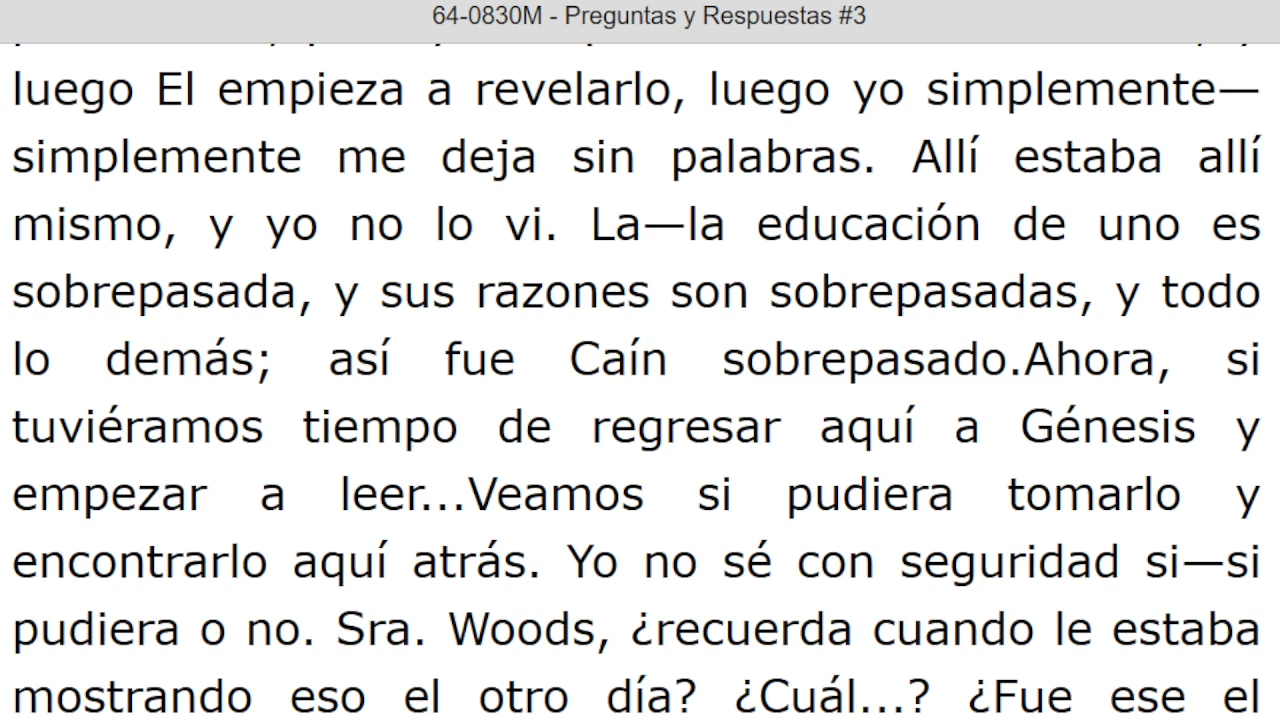 64-0830M - Preguntas y Respuestas #3
luego El empieza a revelarlo, luego yo simplemente—
simplemente me deja sin palabras. Allí estaba allí
mismo, y yo no lo vi. La—la educación de uno es
sobrepasada, y sus razones son sobrepasadas, y todo
lo demás; así fue Caín sobrepasado.Ahora, si
tuviéramos tiempo de regresar aquí a Génesis y
empezar a leer...Veamos si pudiera tomarlo y
encontrarlo aquí atrás. Yo no sé con seguridad si—si
pudiera o no. Sra. Woods, ¿recuerda cuando le estaba
mostrando eso el otro día? ¿Cuál...? ¿Fue ese el